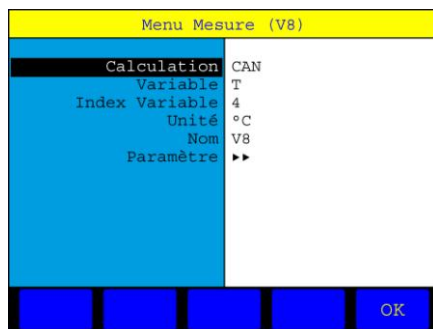 Menu Mesure (V8)
Calculation CAN
Variable T
Index Variable 4
Unité °C
Nom V8
Paramètre ►►
OK